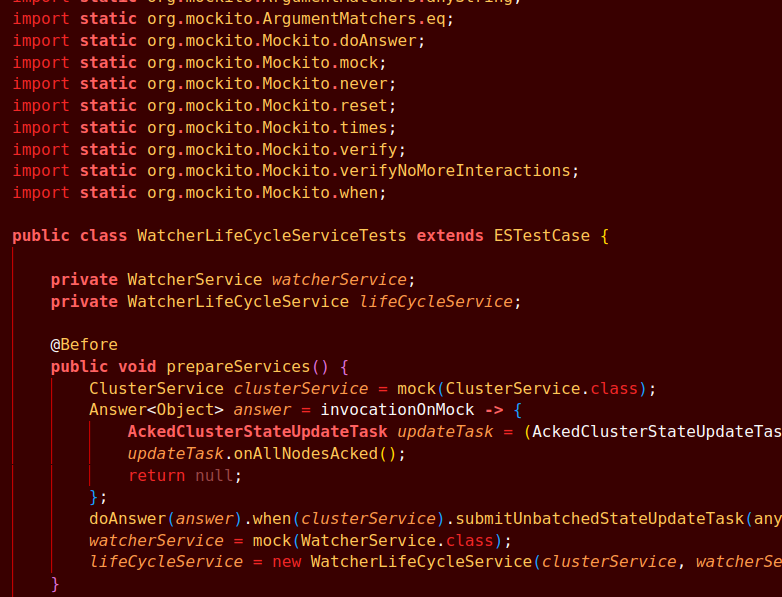 import static org.mockito.ArgumentMatchers.anyString;
import static org.mockito.ArgumentMatchers.eq;
import static org.mockito.Mockito.doAnswer;
import static org.mockito.Mockito.mock;
import static org.mockito.Mockito.never;
import static org.mockito.Mockito.reset;
import static org.mockito.Mockito.times;
import static org.mockito.Mockito.verify;
import static org.mockito.Mockito.verifyNoMoreInteractions;
import static org.mockito.Mockito.when;
public class WatcherLifeCycleServiceTests extends ESTestCase {
private WatcherService watcherService;
private WatcherLifeCycleService lifeCycleService;
@Before
public void prepareServices() {
ClusterService clusterService = mock(ClusterService.class);
Answer<Object> answer = invocationOnMock -> {
AckedClusterStateUpdateTask updateTask = (AckedClusterStateUpdateTas
updateTask.onAllNodesAcked();
return null;
};
doAnswer(answer).when(clusterService).submitUnbatchedStateUpdateTask(any
watcherService = mock(WatcherService.class);
lifeCycleService = new WatcherLifeCycleService(clusterService, watcherSe
}